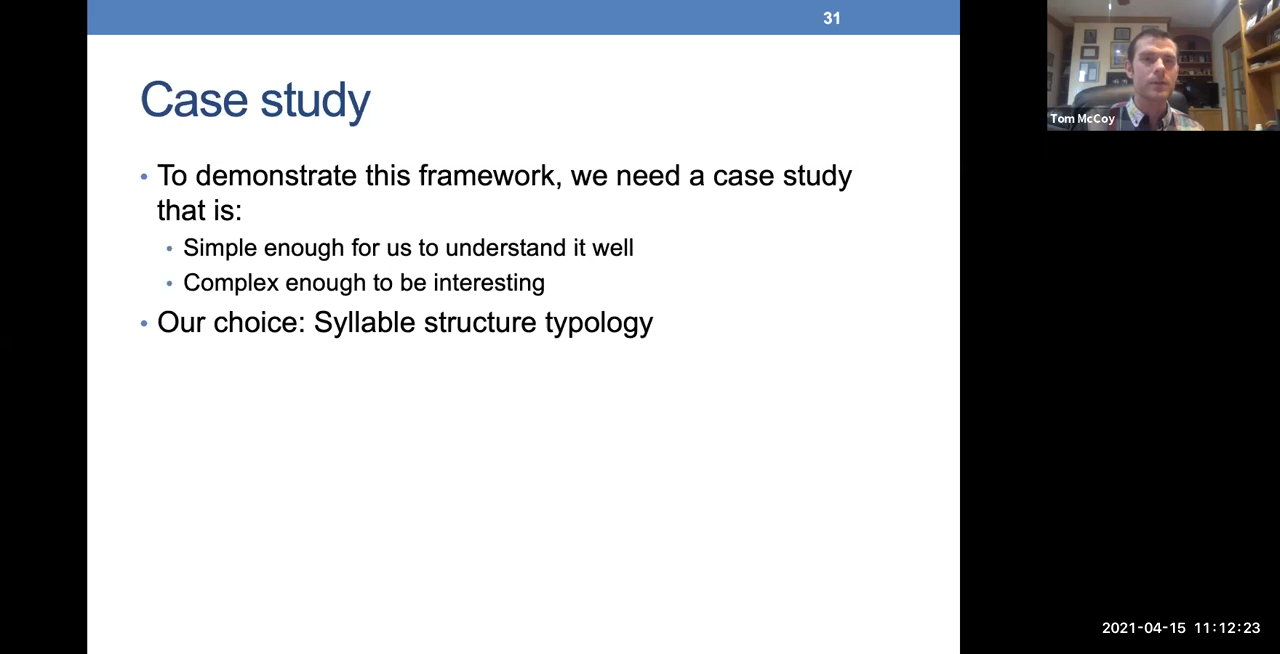 31
Case study
• To demonstrate this framework, we need a case study
that is:
• Simple enough for us to understand it well
• Complex enough to be interesting
• Our choice: Syllable structure typology
Tom McCoy
2021-04-15 11:12:23